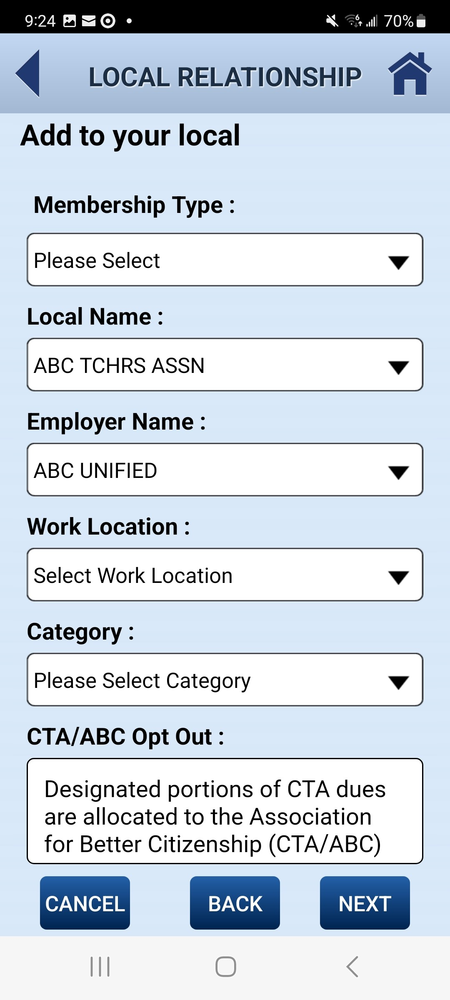 9:24
6
70%
LOCAL RELATIONSHIP
Add to your local
Membership Type :
Please Select
Local Name :
ABC TCHRS ASSN
Employer Name :
ABC UNIFIED
Work Location :
Select Work Location
Category :
Please Select Category
CTA/ABC Opt Out :
Designated portions of CTA dues
are allocated to the Association
for Better Citizenship (CTA/ABC)
CANCEL
BACK
NEXT